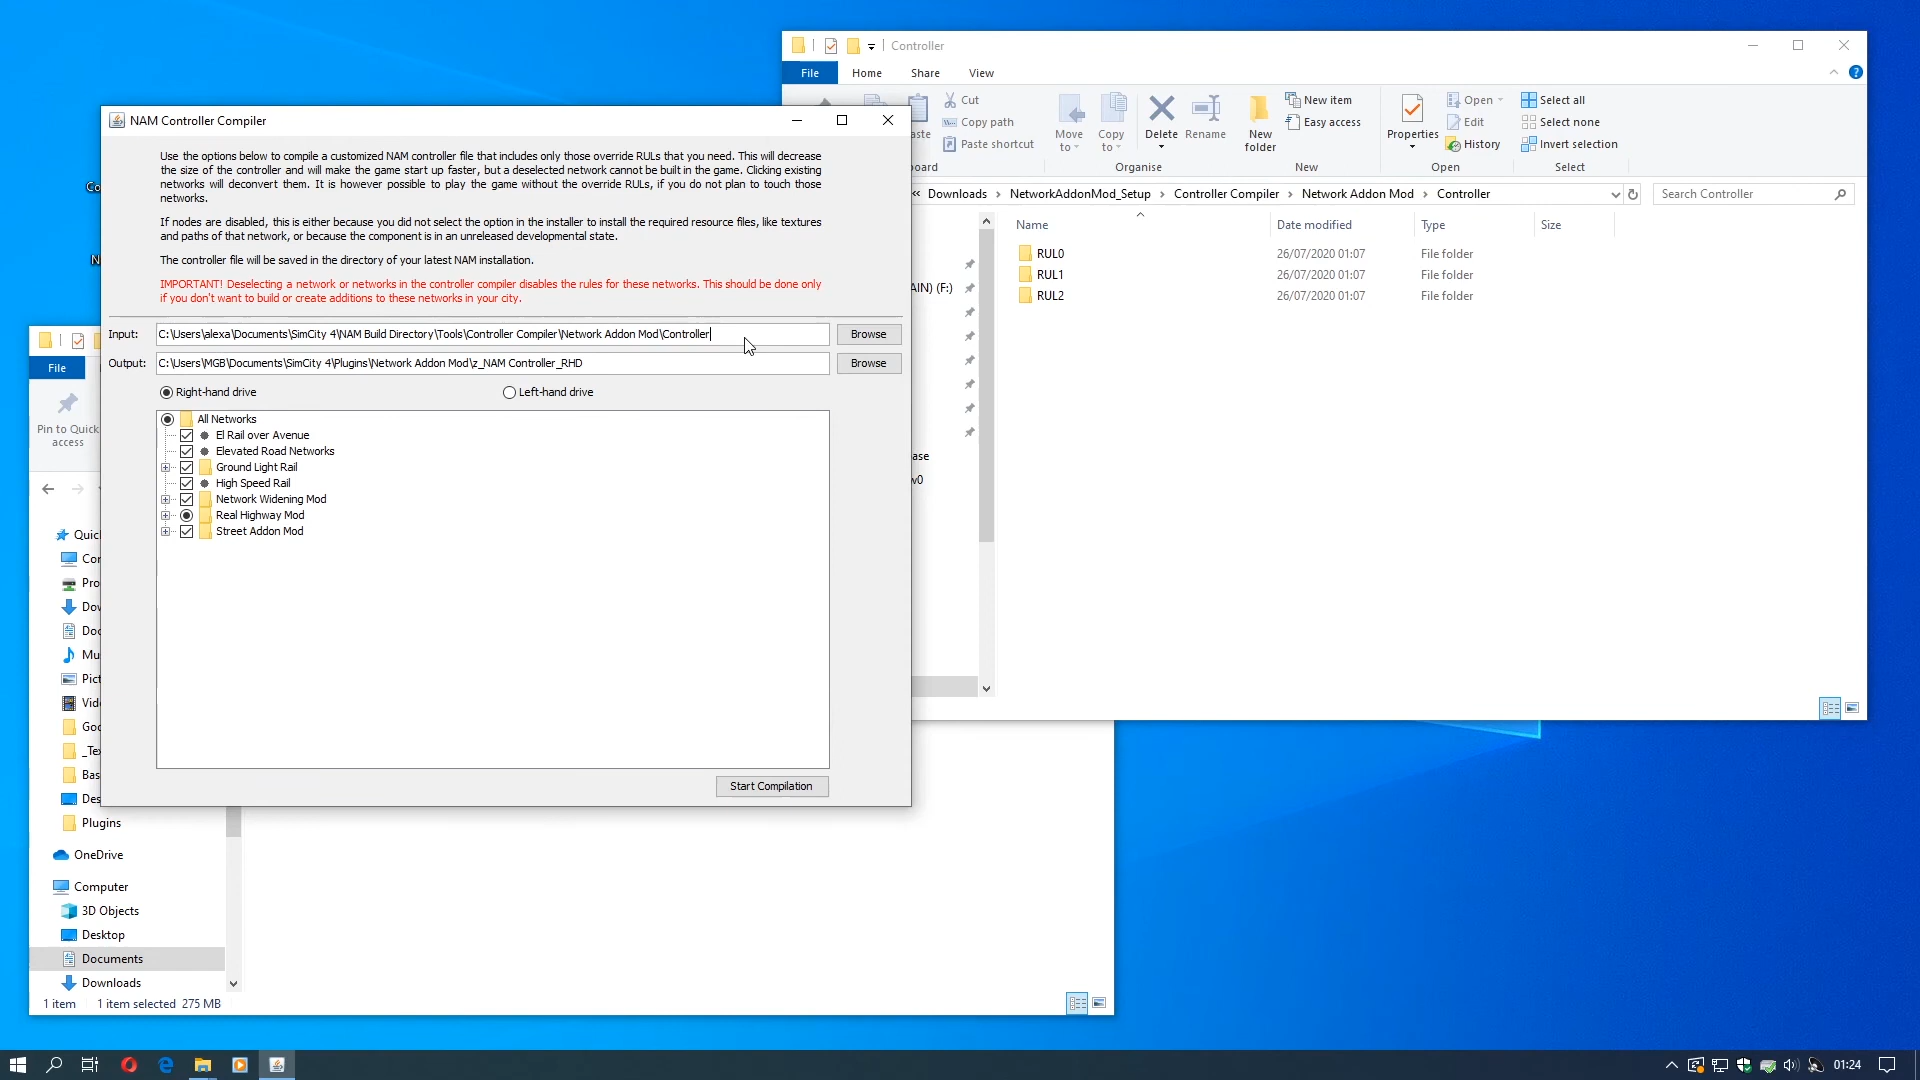 Controller
File
Home
Share
View
Cut
Copy path
Paste shortcut
Move to
Copy to
Delete
Rename
New folder
New item
Easy access
Properties
Open
Edit
History
Select all
Select none
Invert selection
Organise
New
Open
Select
« Downloads > NetworkAddonMod_Setup > Controller Compiler > Network Addon Mod > Controller
Search Controller
Name
Date modified
Type
Size
RUL0
26/07/2020 01:07
File folder
RUL1
26/07/2020 01:07
File folder
RUL2
26/07/2020 01:07
File folder
NAM Controller Compiler
Use the options below to compile a customized NAM controller file that includes only those override RULs that you need. This will decrease
the size of the controller and will make the game start up faster, but a deselected network cannot be built in the game. Clicking existing
networks will deconvert them. It is however possible to play the game without the override RULs, if you do not plan to touch those
networks.
If nodes are disabled, this is either because you did not select the option in the installer to install the required resource files, like textures
and paths of that network, or because the component is in an unreleased developmental state.
The controller file will be saved in the directory of your latest NAM installation.
IMPORTANT! Deselecting a network or networks in the controller compiler disables the rules for these networks. This should be done only
if you don't want to build or create additions to these networks in your city.
Input:
C:\Users\alexa\Documents\SimCity 4\NAM Build Directory\Tools\Controller Compiler\Network Addon Mod\Controller
Browse
Output:
C:\Users\MGB\Documents\SimCity 4\Plugins\Network Addon Mod\z_NAM Controller_RHD
Browse
Right-hand drive
Left-hand drive
All Networks
El Rail over Avenue
Elevated Road Networks
Ground Light Rail
High Speed Rail
Network Widening Mod
Real Highway Mod
Street Addon Mod
Start Compilation
AIN) (F:)
ase
File
Pin to Quick
access
Quic
Pro
Dow
Mu
Pict
Vide
Bas
Des
Plugins
OneDrive
Computer
3D Objects
Desktop
Documents
Downloads
1 item
1 item selected 275 MB
01:24